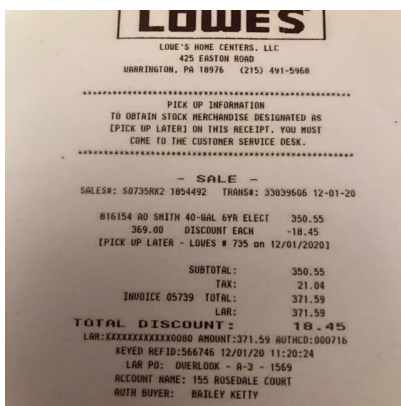 LOWE'S
LOWE'S HOME CENTERS, LLC
425 EASTON ROAD
WARRINGTON, PA 18976 (215) 491-5968
PICK UP INFORMATION
TO OBTAIN STOCK MERCHANDISE DESIGNATED AS
[PICK UP LATER] ON THIS RECEIPT, YOU MUST
COME TO THE CUSTOMER SERVICE DESK.
- SALE -
SALES#: S0735RK2 1854492 TRANS#: 33039606 12-01-20
816154 AO SMITH 40-GAL 6YR ELECT 350.55
369.00 DISCOUNT EACH -18.45
[PICK UP LATER - LOWES # 735 on 12/01/2020]
SUBTOTAL: 350.55
TAX: 21.04
INVOICE 05739 TOTAL: 371.59
LAR: 371.59
TOTAL DISCOUNT: 18.45
LAR:XXXXXXXXXXXX0080 AMOUNT:371.59 AUTHCD:000716
KEYED REFID:566746 12/01/20 11:20:24
LAR PO: OVERLOOK - A-3 - 1569
ACCOUNT NAME: 155 ROSEDALE COURT
AUTH BUYER: BAILEY KETTY